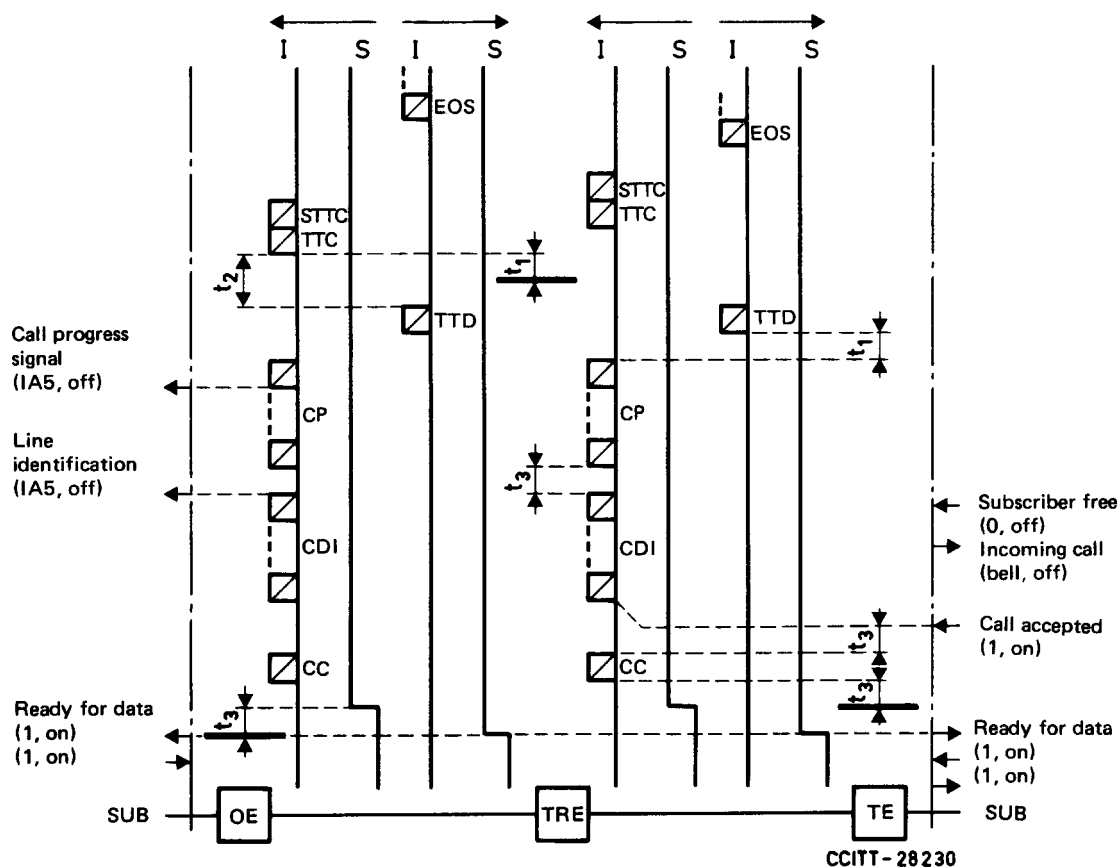 I S I S I S I S
EOS
EOS
STTC
TTC
STTC
TTC
t1
t2
TTD
TTD
t1
Call progress
signal
(IA5, off)
CP
CP
Line
identification
(IA5, off)
t3
Subscriber free
(0, off)
CDI
CDI
Incoming call
(bell, off)
Call accepted
(1, on)
t3
CC
CC
t3
Ready for data
(1, on)
(1, on)
t3
Ready for data
(1, on)
(1, on)
SUB OE TRE TE SUB
CCITT - 28230